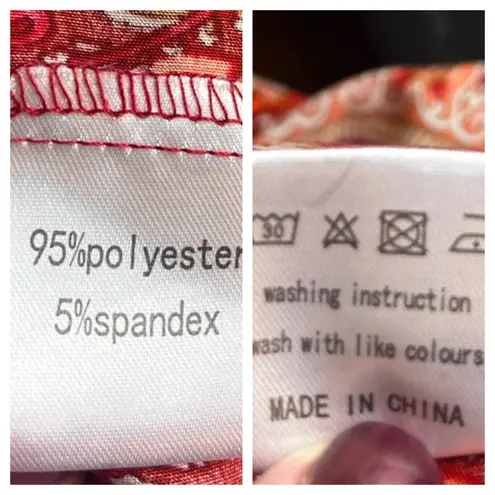 95%polyester
5%spandex
30
washing instruction
wash with like colours
MADE IN CHINA